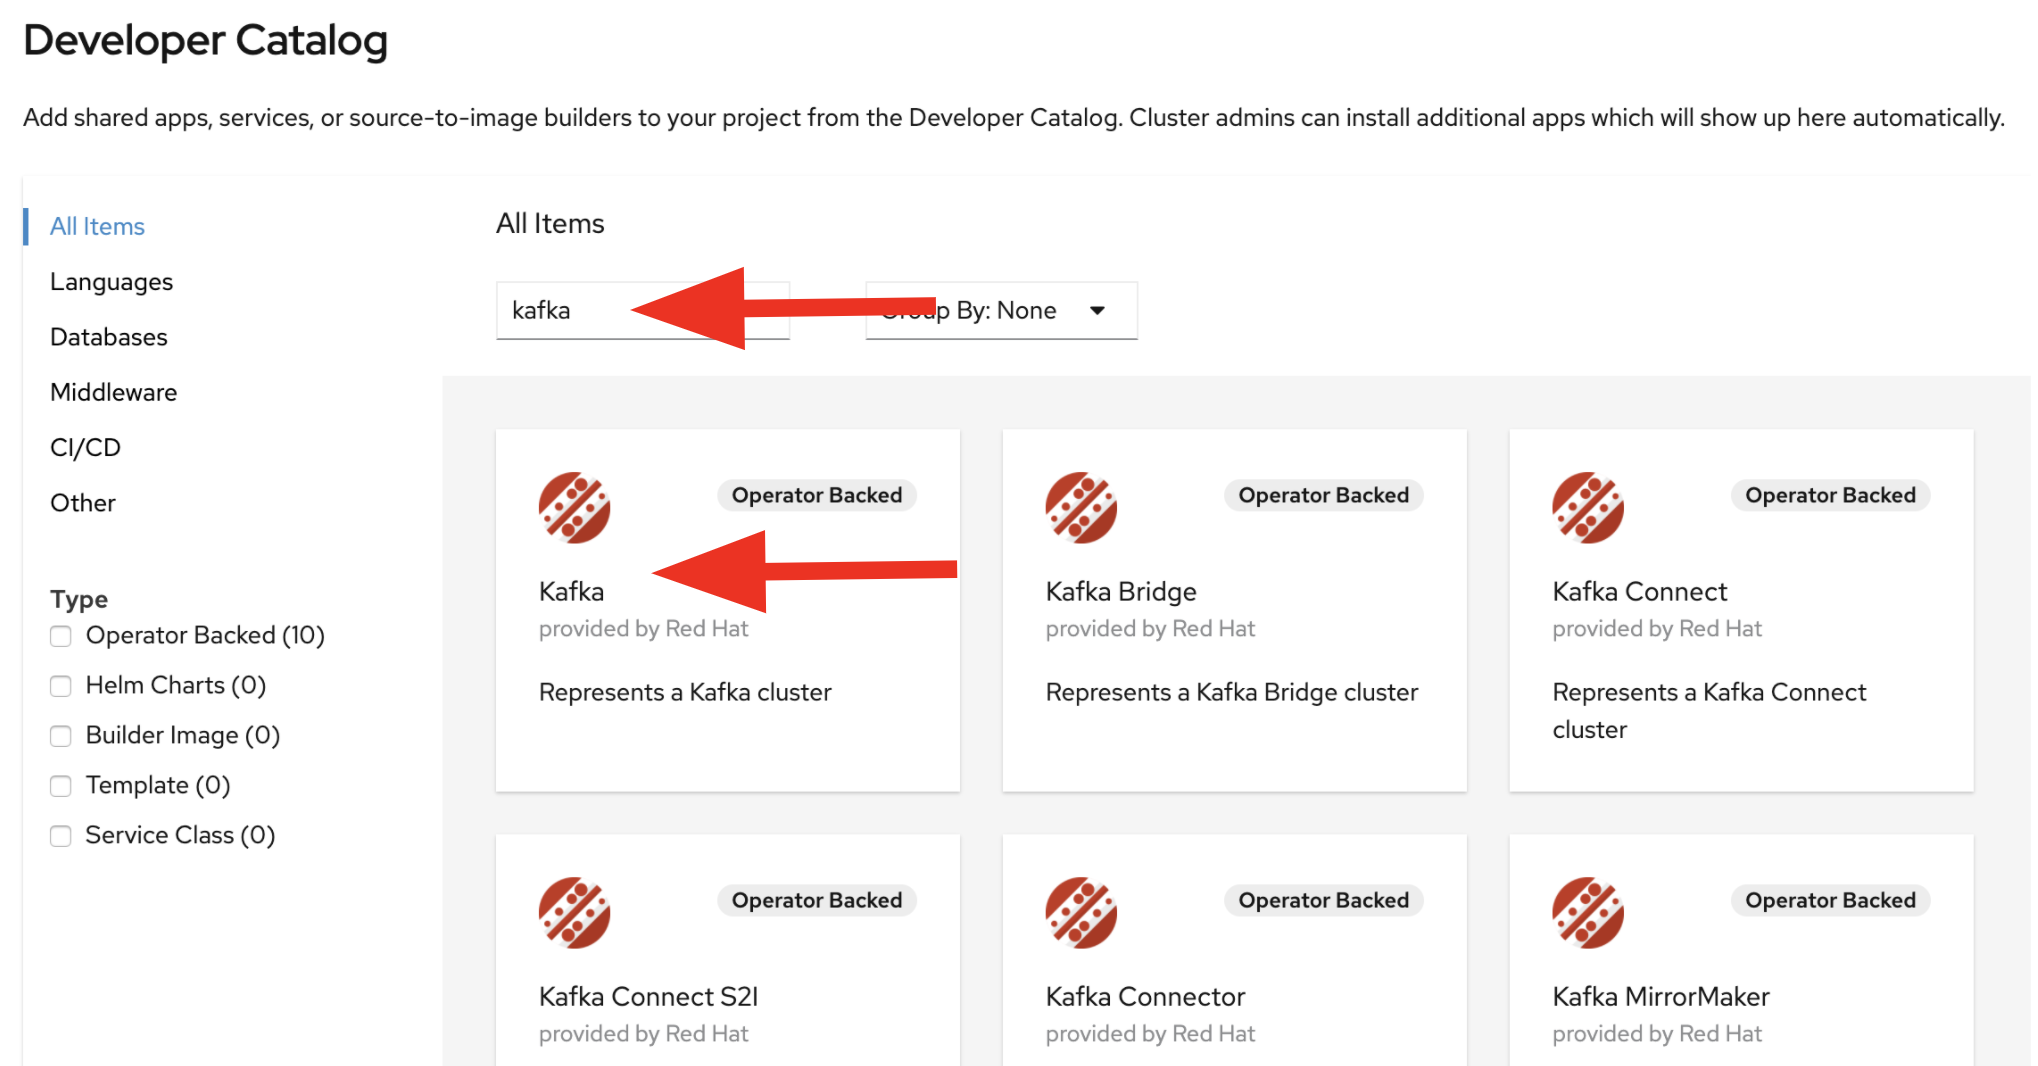 Developer Catalog
Add shared apps, services, or source-to-image builders to your project from the Developer Catalog. Cluster admins can install additional apps which will show up here automatically.
All Items
Languages
Databases
Middleware
CI/CD
Other
Type
Operator Backed (10)
Helm Charts (0)
Builder Image (0)
Template (0)
Service Class (0)
All Items
kafka
Group By: None
Operator Backed
Kafka
provided by Red Hat
Represents a Kafka cluster
Operator Backed
Kafka Bridge
provided by Red Hat
Represents a Kafka Bridge cluster
Operator Backed
Kafka Connect
provided by Red Hat
Represents a Kafka Connect
cluster
Operator Backed
Kafka Connect S2I
provided by Red Hat
Operator Backed
Kafka Connector
provided by Red Hat
Operator Backed
Kafka MirrorMaker
provided by Red Hat